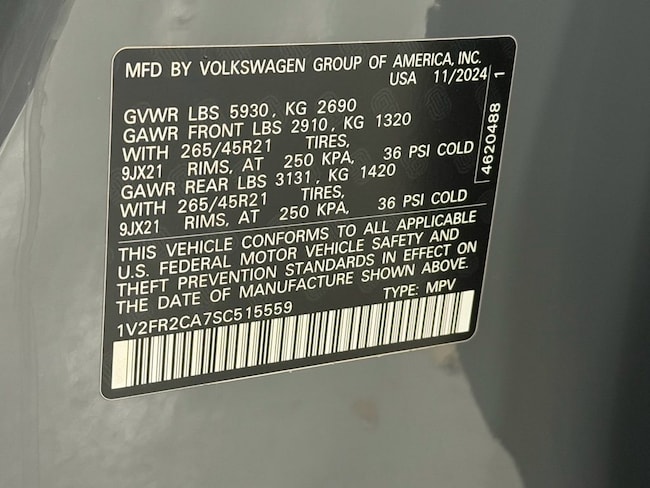 MFD BY VOLKSWAGEN GROUP OF AMERICA, INC.
USA 11/2024
GVWR LBS 5930, KG 2690
GAWR FRONT LBS 2910, KG 1320
WITH 265/45R21 TIRES,
9JX21 RIMS, AT 250 KPA, 36 PSI COLD
GAWR REAR LBS 3131, KG 1420
WITH 265/45R21 TIRES,
9JX21 RIMS, AT 250 KPA, 36 PSI COLD
4620488 1
THIS VEHICLE CONFORMS TO ALL APPLICABLE
U.S. FEDERAL MOTOR VEHICLE SAFETY AND
THEFT PREVENTION STANDARDS IN EFFECT ON
THE DATE OF MANUFACTURE SHOWN ABOVE.
1V2FR2CA7SC515559 TYPE: MPV